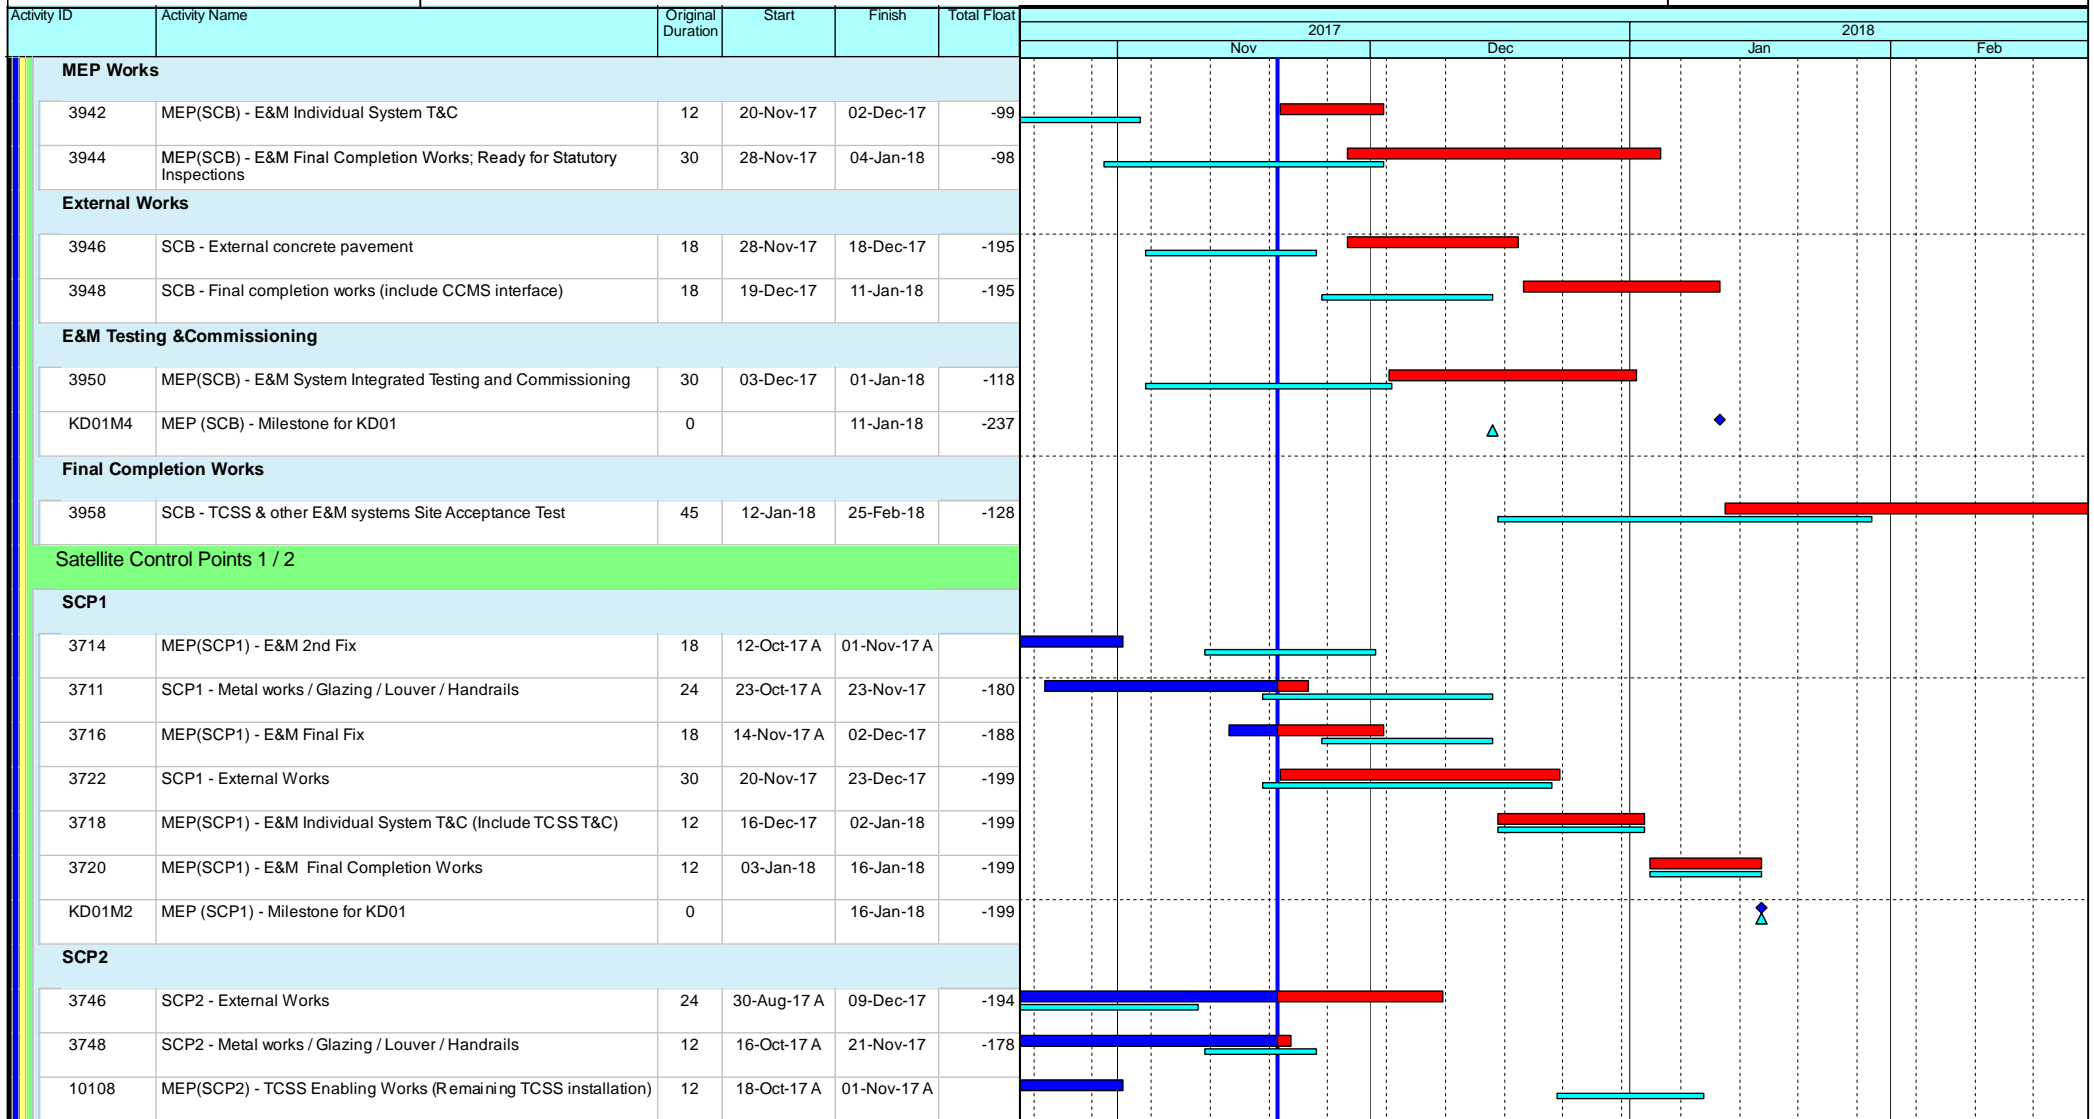 Activity ID Activity Name Original Duration Start Finish Total Float
2017 2018
Nov Dec Jan Feb
MEP Works
3942 MEP(SCB) - E&M Individual System T&C 12 20-Nov-17 02-Dec-17 -99
3944 MEP(SCB) - E&M Final Completion Works; Ready for Statutory Inspections 30 28-Nov-17 04-Jan-18 -98
External Works
3946 SCB - External concrete pavement 18 28-Nov-17 18-Dec-17 -195
3948 SCB - Final completion works (include CCMS interface) 18 19-Dec-17 11-Jan-18 -195
E&M Testing &Commissioning
3950 MEP(SCB) - E&M System Integrated Testing and Commissioning 30 03-Dec-17 01-Jan-18 -118
KD01M4 MEP (SCB) - Milestone for KD01 0 11-Jan-18 -237
Final Completion Works
3958 SCB - TCSS & other E&M systems Site Acceptance Test 45 12-Jan-18 25-Feb-18 -128
Satellite Control Points 1 / 2
SCP1
3714 MEP(SCP1) - E&M 2nd Fix 18 12-Oct-17 A 01-Nov-17 A
3711 SCP1 - Metal works / Glazing / Louver / Handrails 24 23-Oct-17 A 23-Nov-17 -180
3716 MEP(SCP1) - E&M Final Fix 18 14-Nov-17 A 02-Dec-17 -188
3722 SCP1 - External Works 30 20-Nov-17 23-Dec-17 -199
3718 MEP(SCP1) - E&M Individual System T&C (Include TCSS T&C) 12 16-Dec-17 02-Jan-18 -199
3720 MEP(SCP1) - E&M Final Completion Works 12 03-Jan-18 16-Jan-18 -199
KD01M2 MEP (SCP1) - Milestone for KD01 0 16-Jan-18 -199
SCP2
3746 SCP2 - External Works 24 30-Aug-17 A 09-Dec-17 -194
3748 SCP2 - Metal works / Glazing / Louver / Handrails 12 16-Oct-17 A 21-Nov-17 -178
10108 MEP(SCP2) - TCSS Enabling Works (Remaining TCSS installation) 12 18-Oct-17 A 01-Nov-17 A